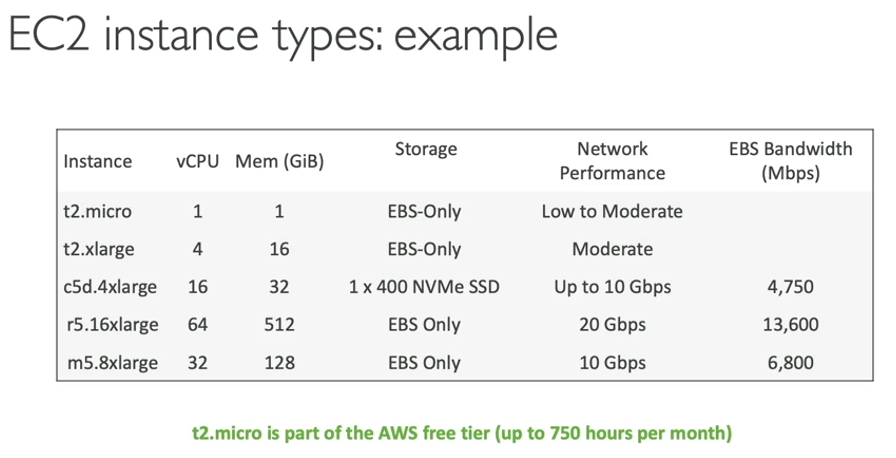 EC2 instance types: example
Instance vCPU Mem (GiB) Storage Network Performance EBS Bandwidth (Mbps)
t2.micro 1 1 EBS-Only Low to Moderate
t2.xlarge 4 16 EBS-Only Moderate
c5d.4xlarge 16 32 1 x 400 NVMe SSD Up to 10 Gbps 4,750
r5.16xlarge 64 512 EBS Only 20 Gbps 13,600
m5.8xlarge 32 128 EBS Only 10 Gbps 6,800
t2.micro is part of the AWS free tier (up to 750 hours per month)